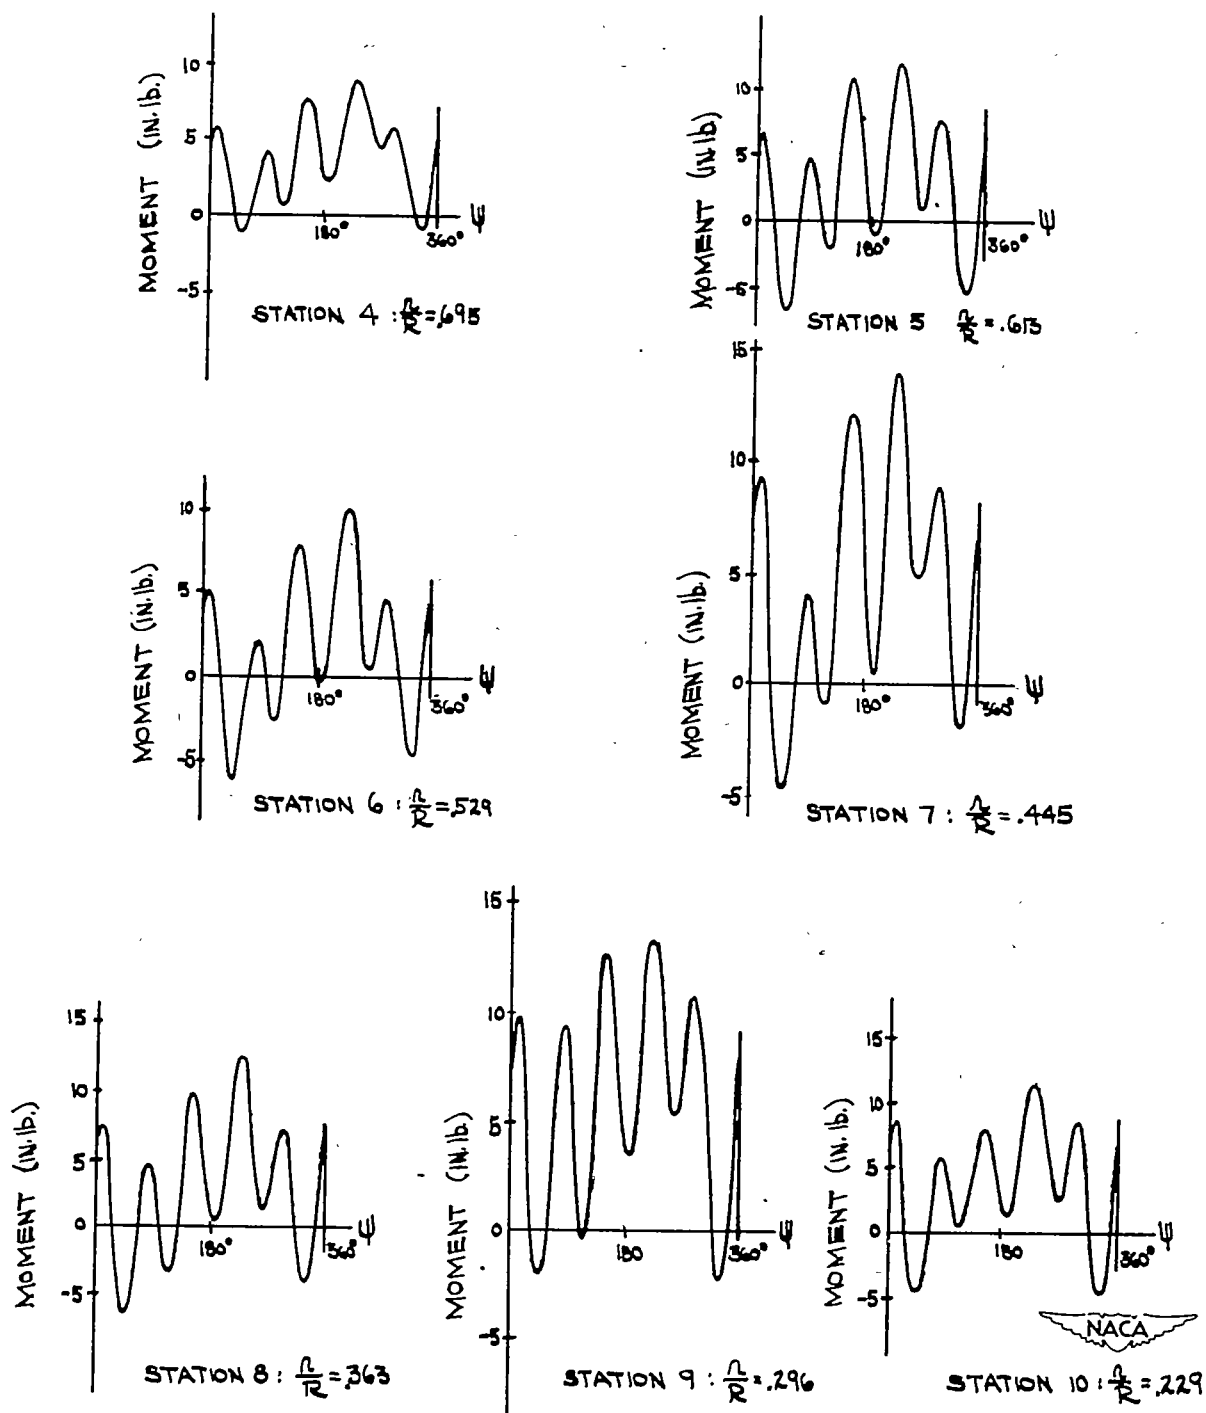 10
5
0
-5
MOMENT (IN.lb.)
180°
360°
ψ
STATION 4 : r/R = .695
10
5
0
-5
MOMENT (IN lb)
180°
360°
ψ
STATION 5 r/R = .613
10
5
0
-5
MOMENT (IN.lb.)
180°
360°
ψ
STATION 6 : r/R = .529
15
10
5
0
-5
MOMENT (IN.lb.)
180°
360°
ψ
STATION 7 : r/R = .445
15
10
5
0
-5
MOMENT (IN.lb.)
180°
360°
ψ
STATION 8 : r/R = .363
15
10
5
0
-5
MOMENT (IN.lb.)
180
360°
ψ
STATION 9 : r/R = .296
15
10
5
0
-5
MOMENT (IN.lb.)
180
360°
ψ
NACA
STATION 10 : r/R = .229